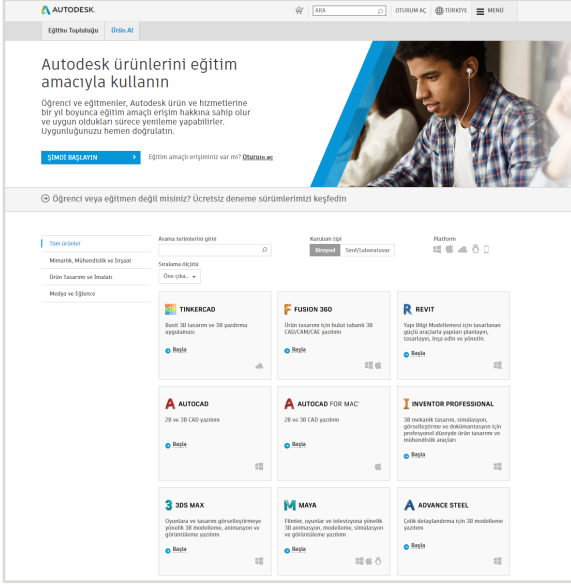 AUTODESK.
ARA
OTURUM AÇ
TÜRKİYE
MENÜ
Eğitim Topluluğu
Ürün Al
Autodesk ürünlerini eğitim
amacıyla kullanın
Öğrenci ve eğitmenler, Autodesk ürün ve hizmetlerine
bir yıl boyunca eğitim amaçlı erişim hakkına sahip olur
ve uygun oldukları sürece yenileme yapabilirler.
Uygunluğunuzu hemen doğrulatın.
ŞİMDİ BAŞLAYIN
Eğitim amaçlı erişiminiz var mı? Oturum aç
Öğrenci veya eğitmen değil misiniz? Ücretsiz deneme sürümlerimizi keşfedin
Tüm ürünler
Mimarlık, Mühendislik ve İnşaat
Ürün Tasarım ve İmalatı
Medya ve Eğlence
Arama terimlerini girin
Kurulum tipi
Bireysel
Sınıf/Laboratuvar
Platform
Sıralama ölçütü
Öne çıka..
TINKERCAD
Basit 3B tasarım ve 3B yazdırma
uygulaması
Başla
FUSION 360
Ürün tasarımı için bulut tabanlı 3B
CAD/CAM/CAE yazılımı
Başla
REVIT
Yapı Bilgi Modellemesi için tasarlanan
güçlü araçlarla yapıları planlayın,
tasarlayın, inşa edin ve yönetin.
Başla
AUTOCAD
2B ve 3B CAD yazılımı
Başla
AUTOCAD FOR MAC
2B ve 3B CAD yazılımı
Başla
INVENTOR PROFESSIONAL
3B mekanik tasarım, simülasyon,
görselleştirme ve dokümantasyon için
profesyonel düzeyde ürün tasarımı ve
mühendislik araçları
Başla
3DS MAX
Oyunlara ve tasarım görselleştirmeye
yönelik 3B modelleme, animasyon ve
görüntüleme yazılımı
Başla
MAYA
Filmler, oyunlar ve televizyona yönelik
3B animasyon, modelleme, simülasyon
ve görüntüleme yazılımı
Başla
ADVANCE STEEL
Çelik detaylandırma için 3B modelleme
yazılımı
Başla